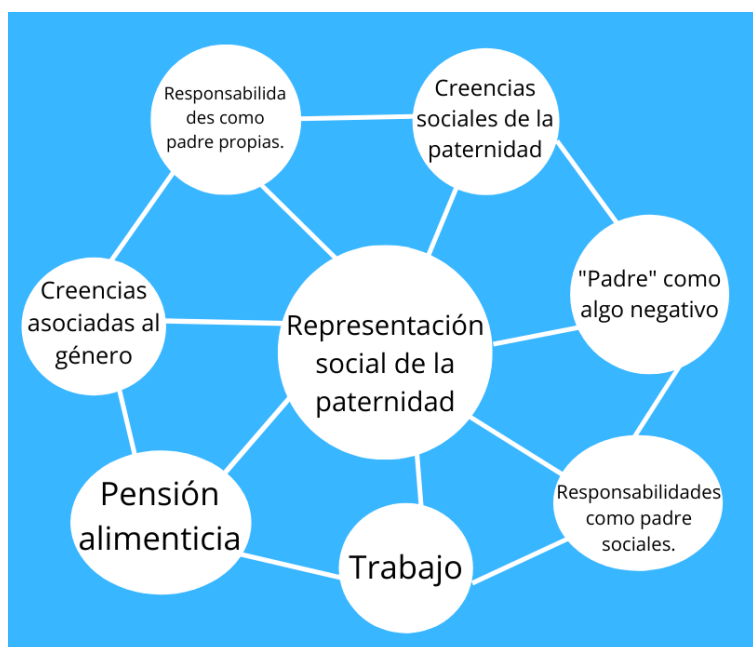 Responsabilida
des como
padre propias.
Creencias
sociales de la
paternidad
"Padre" como
algo negativo
Creencias
asociadas al
género
Representación
social de la
paternidad
Pensión
alimenticia
Trabajo
Responsabilidades
como padre
sociales.